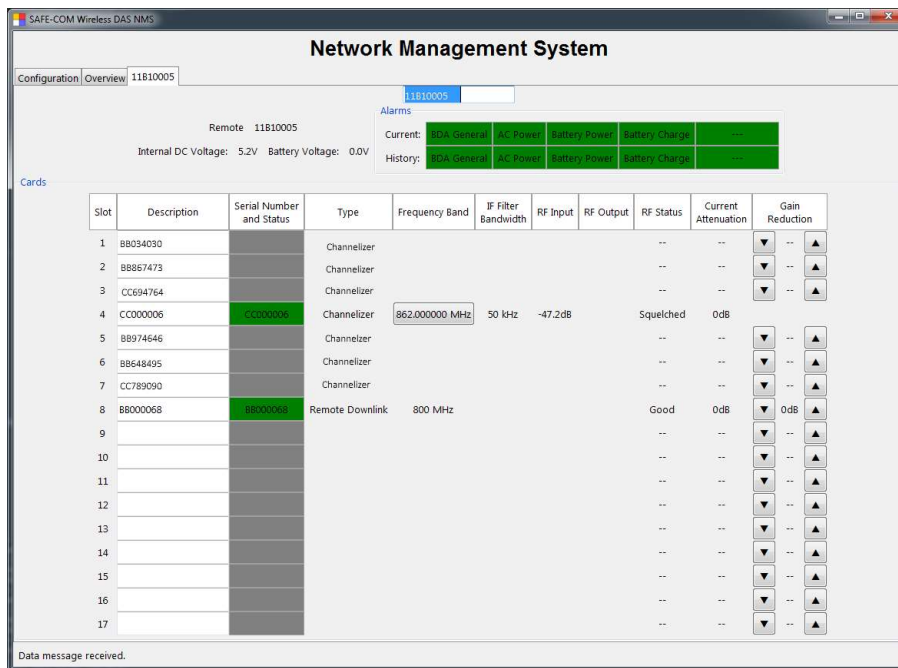 SAFE-COM Wireless DAS NMS
Network Management System
Configuration Overview 11B10005
11B10005
Alarms
Remote 11B10005
Current: BDA General AC Power Battery Power Battery Charge ---
Internal DC Voltage: 5.2V Battery Voltage: 0.0V
History: BDA General AC Power Battery Power Battery Charge ---
Cards
Slot Description Serial Number and Status Type Frequency Band IF Filter Bandwidth RF Input RF Output RF Status Current Attenuation Gain Reduction
1 BB034030 Channelizer -- -- ▼ -- ▲
2 BB867473 Channelizer -- -- ▼ -- ▲
3 CC694764 Channelizer -- -- ▼ -- ▲
4 CC000006 CC000006 Channelizer 862.000000 MHz 50 kHz -47.2dB Squelched 0dB
5 BB974646 Channelzer -- -- ▼ -- ▲
6 BB648495 Channelizer -- -- ▼ -- ▲
7 CC789090 Channelizer -- -- ▼ -- ▲
8 BB000068 BB000068 Remote Downlink 800 MHz Good 0dB ▼ 0dB ▲
9 -- -- ▼ -- ▲
10 -- -- ▼ -- ▲
11 -- -- ▼ -- ▲
12 -- -- ▼ -- ▲
13 -- -- ▼ -- ▲
14 -- -- ▼ -- ▲
15 -- -- ▼ -- ▲
16 -- -- ▼ -- ▲
17 -- -- ▼ -- ▲
Data message received.